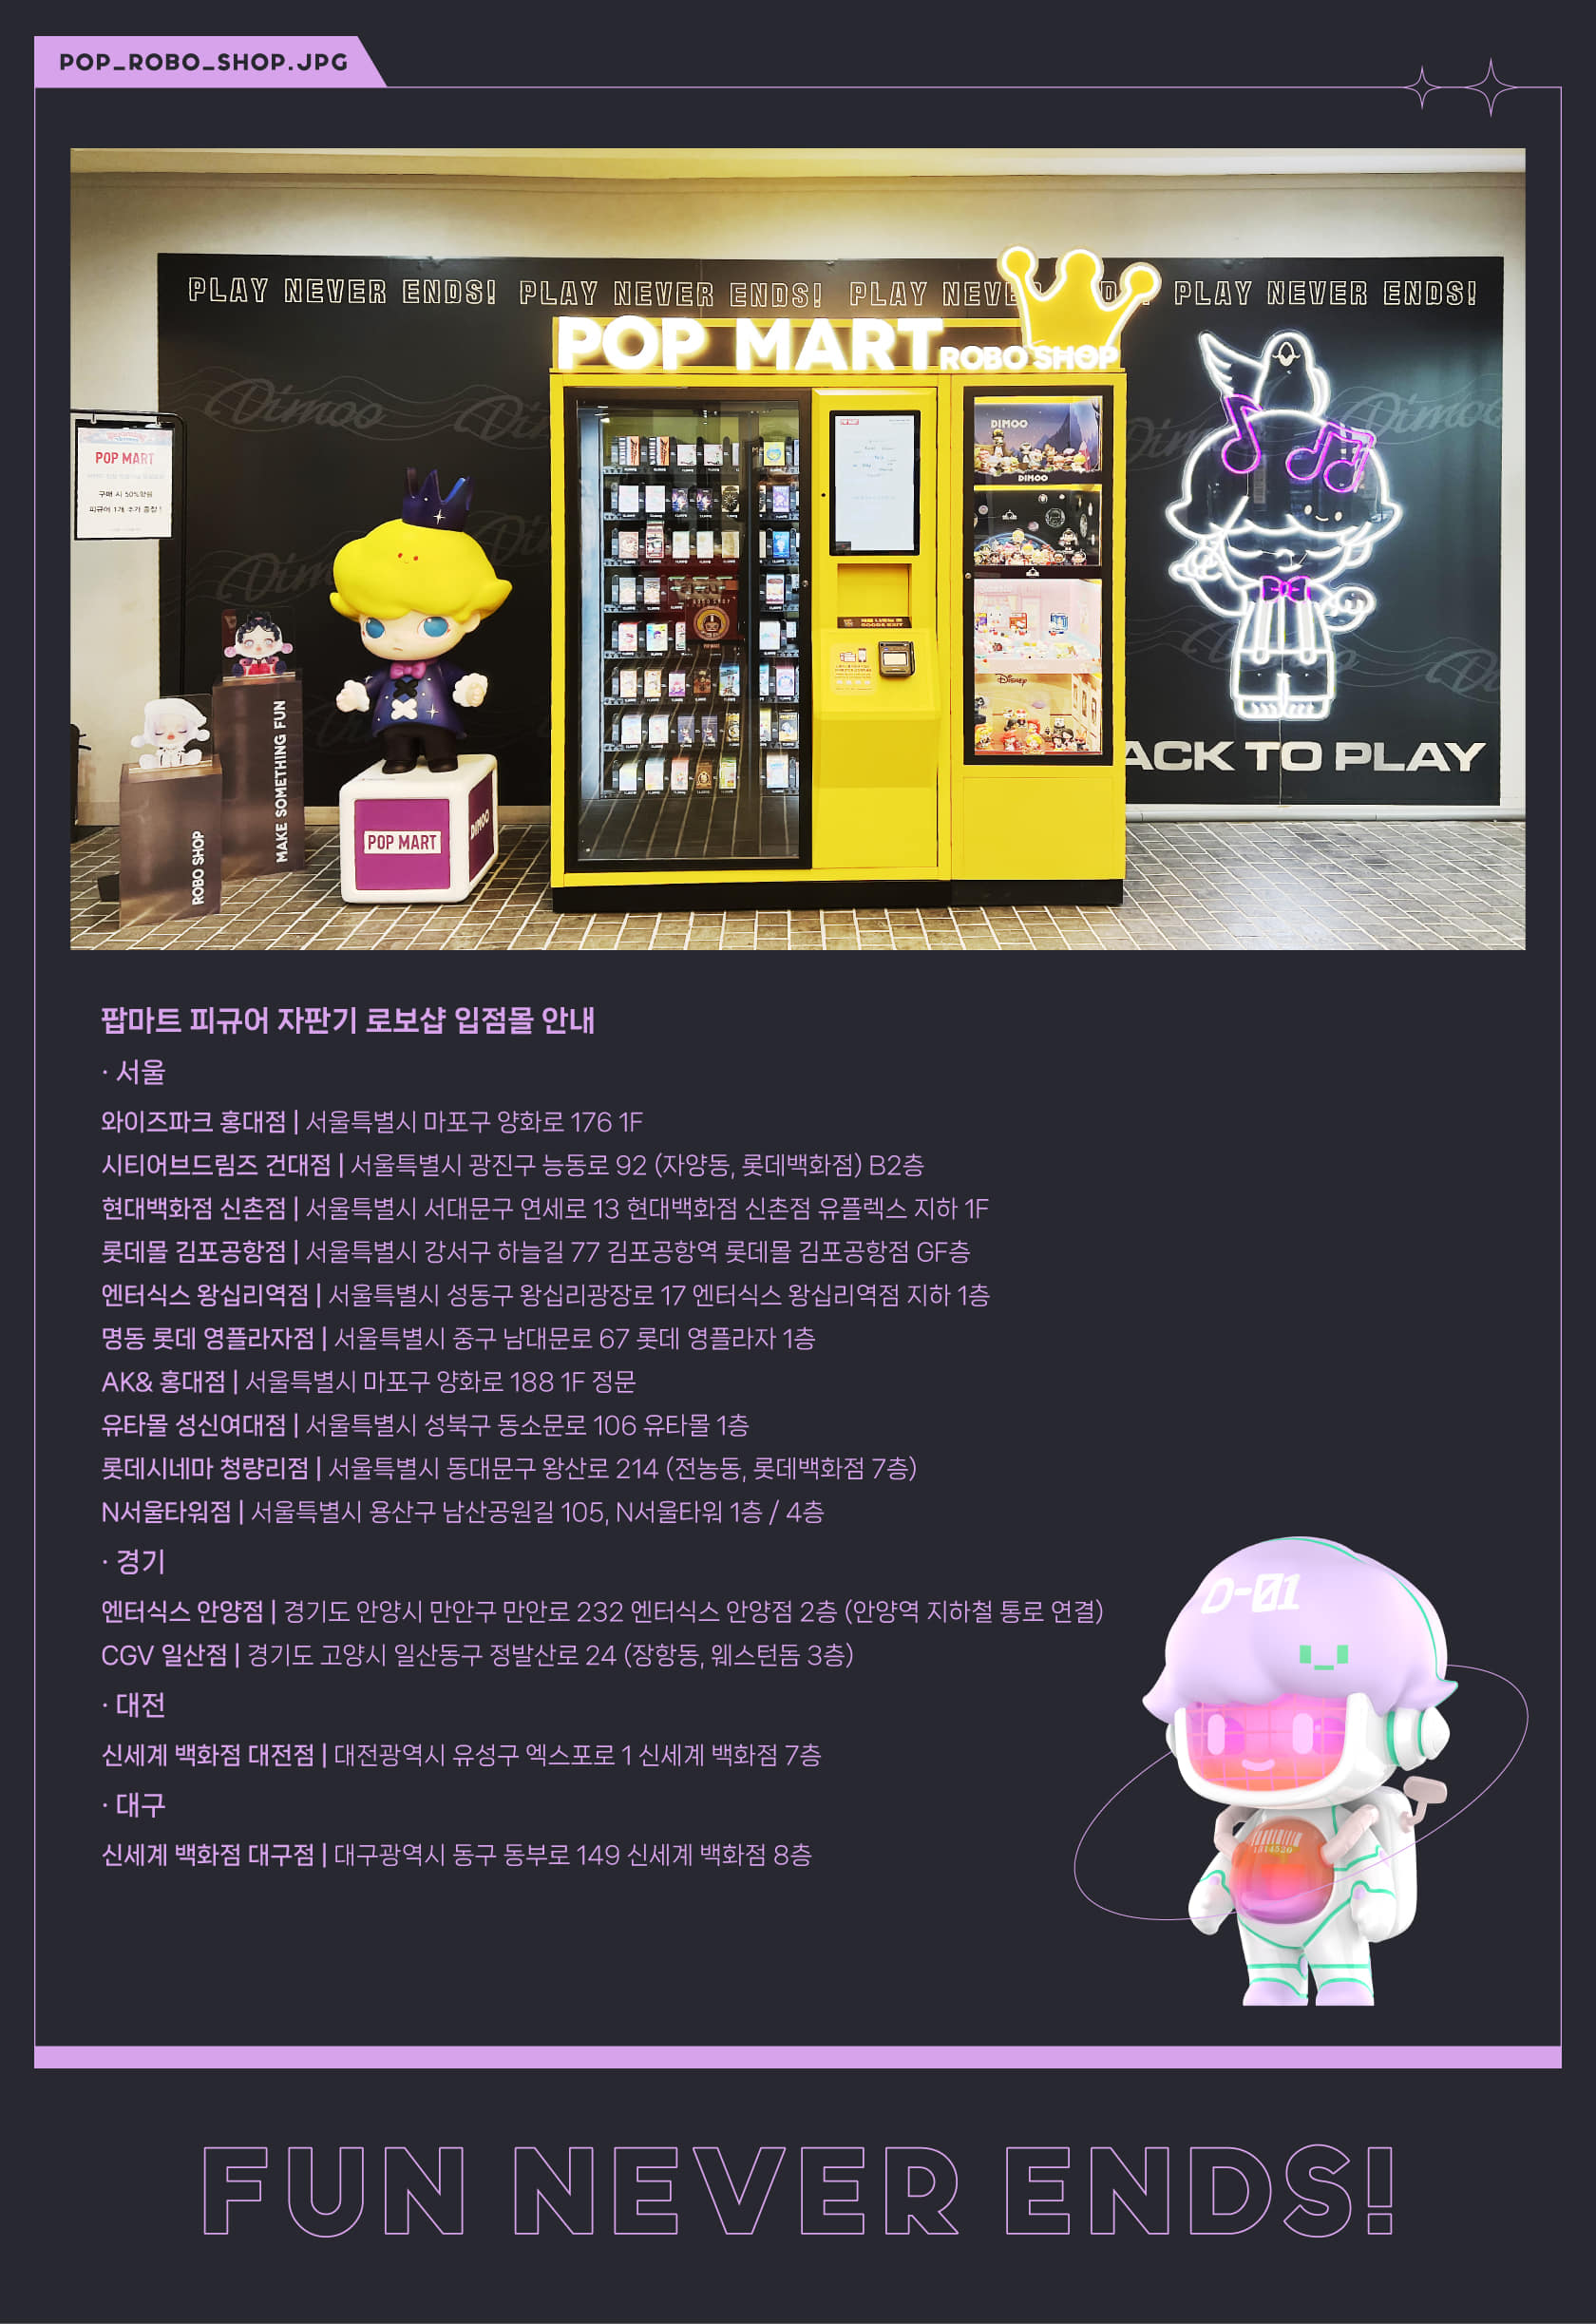 POP_ROBO_SHOP.JPG
PLAY NEVER ENDS! PLAY NEVER ENDS! PLAY NEVE D ! PLAY NEVER ENDS!
POP MART ROBO SHOP
Dimoo
Dimoo
POP MART
구매 시 50%할인
피규어 1개 추가 증정 !
DIMOO
DIMOO
Disney
MAKE SOMETHING FUN
ROBO SHOP
POP MART
DIMOO
ACK TO PLAY
팝마트 피규어 자판기 로보샵 입점몰 안내
· 서울
와이즈파크 홍대점 | 서울특별시 마포구 양화로 176 1F
시티어브드림즈 건대점 | 서울특별시 광진구 능동로 92 (자양동, 롯데백화점) B2층
현대백화점 신촌점 | 서울특별시 서대문구 연세로 13 현대백화점 신촌점 유플렉스 지하 1F
롯데몰 김포공항점 | 서울특별시 강서구 하늘길 77 김포공항역 롯데몰 김포공항점 GF층
엔터식스 왕십리역점 | 서울특별시 성동구 왕십리광장로 17 엔터식스 왕십리역점 지하 1층
명동 롯데 영플라자점 | 서울특별시 중구 남대문로 67 롯데 영플라자 1층
AK& 홍대점 | 서울특별시 마포구 양화로 188 1F 정문
유타몰 성신여대점 | 서울특별시 성북구 동소문로 106 유타몰 1층
롯데시네마 청량리점 | 서울특별시 동대문구 왕산로 214 (전농동, 롯데백화점 7층)
N서울타워점 | 서울특별시 용산구 남산공원길 105, N서울타워 1층 / 4층
· 경기
엔터식스 안양점 | 경기도 안양시 만안구 만안로 232 엔터식스 안양점 2층 (안양역 지하철 통로 연결)
CGV 일산점 | 경기도 고양시 일산동구 정발산로 24 (장항동, 웨스턴돔 3층)
· 대전
신세계 백화점 대전점 | 대전광역시 유성구 엑스포로 1 신세계 백화점 7층
· 대구
신세계 백화점 대구점 | 대구광역시 동구 동부로 149 신세계 백화점 8층
D-01
1314520
FUN NEVER ENDS!